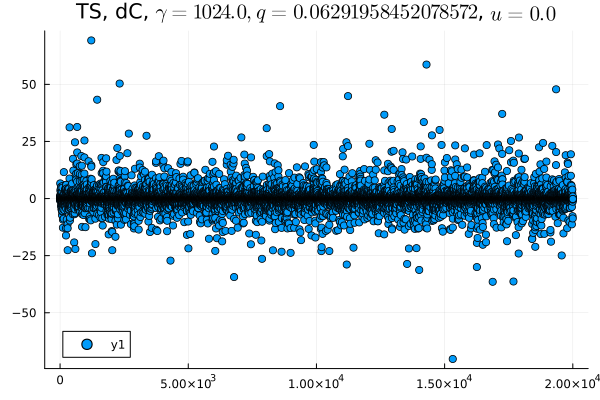 TS, dC, γ = 1024.0, q = 0.06291958452078572, u = 0.0
50
25
0
−25
−50
y1
0 5.00×10³ 1.00×10⁴ 1.50×10⁴ 2.00×10⁴